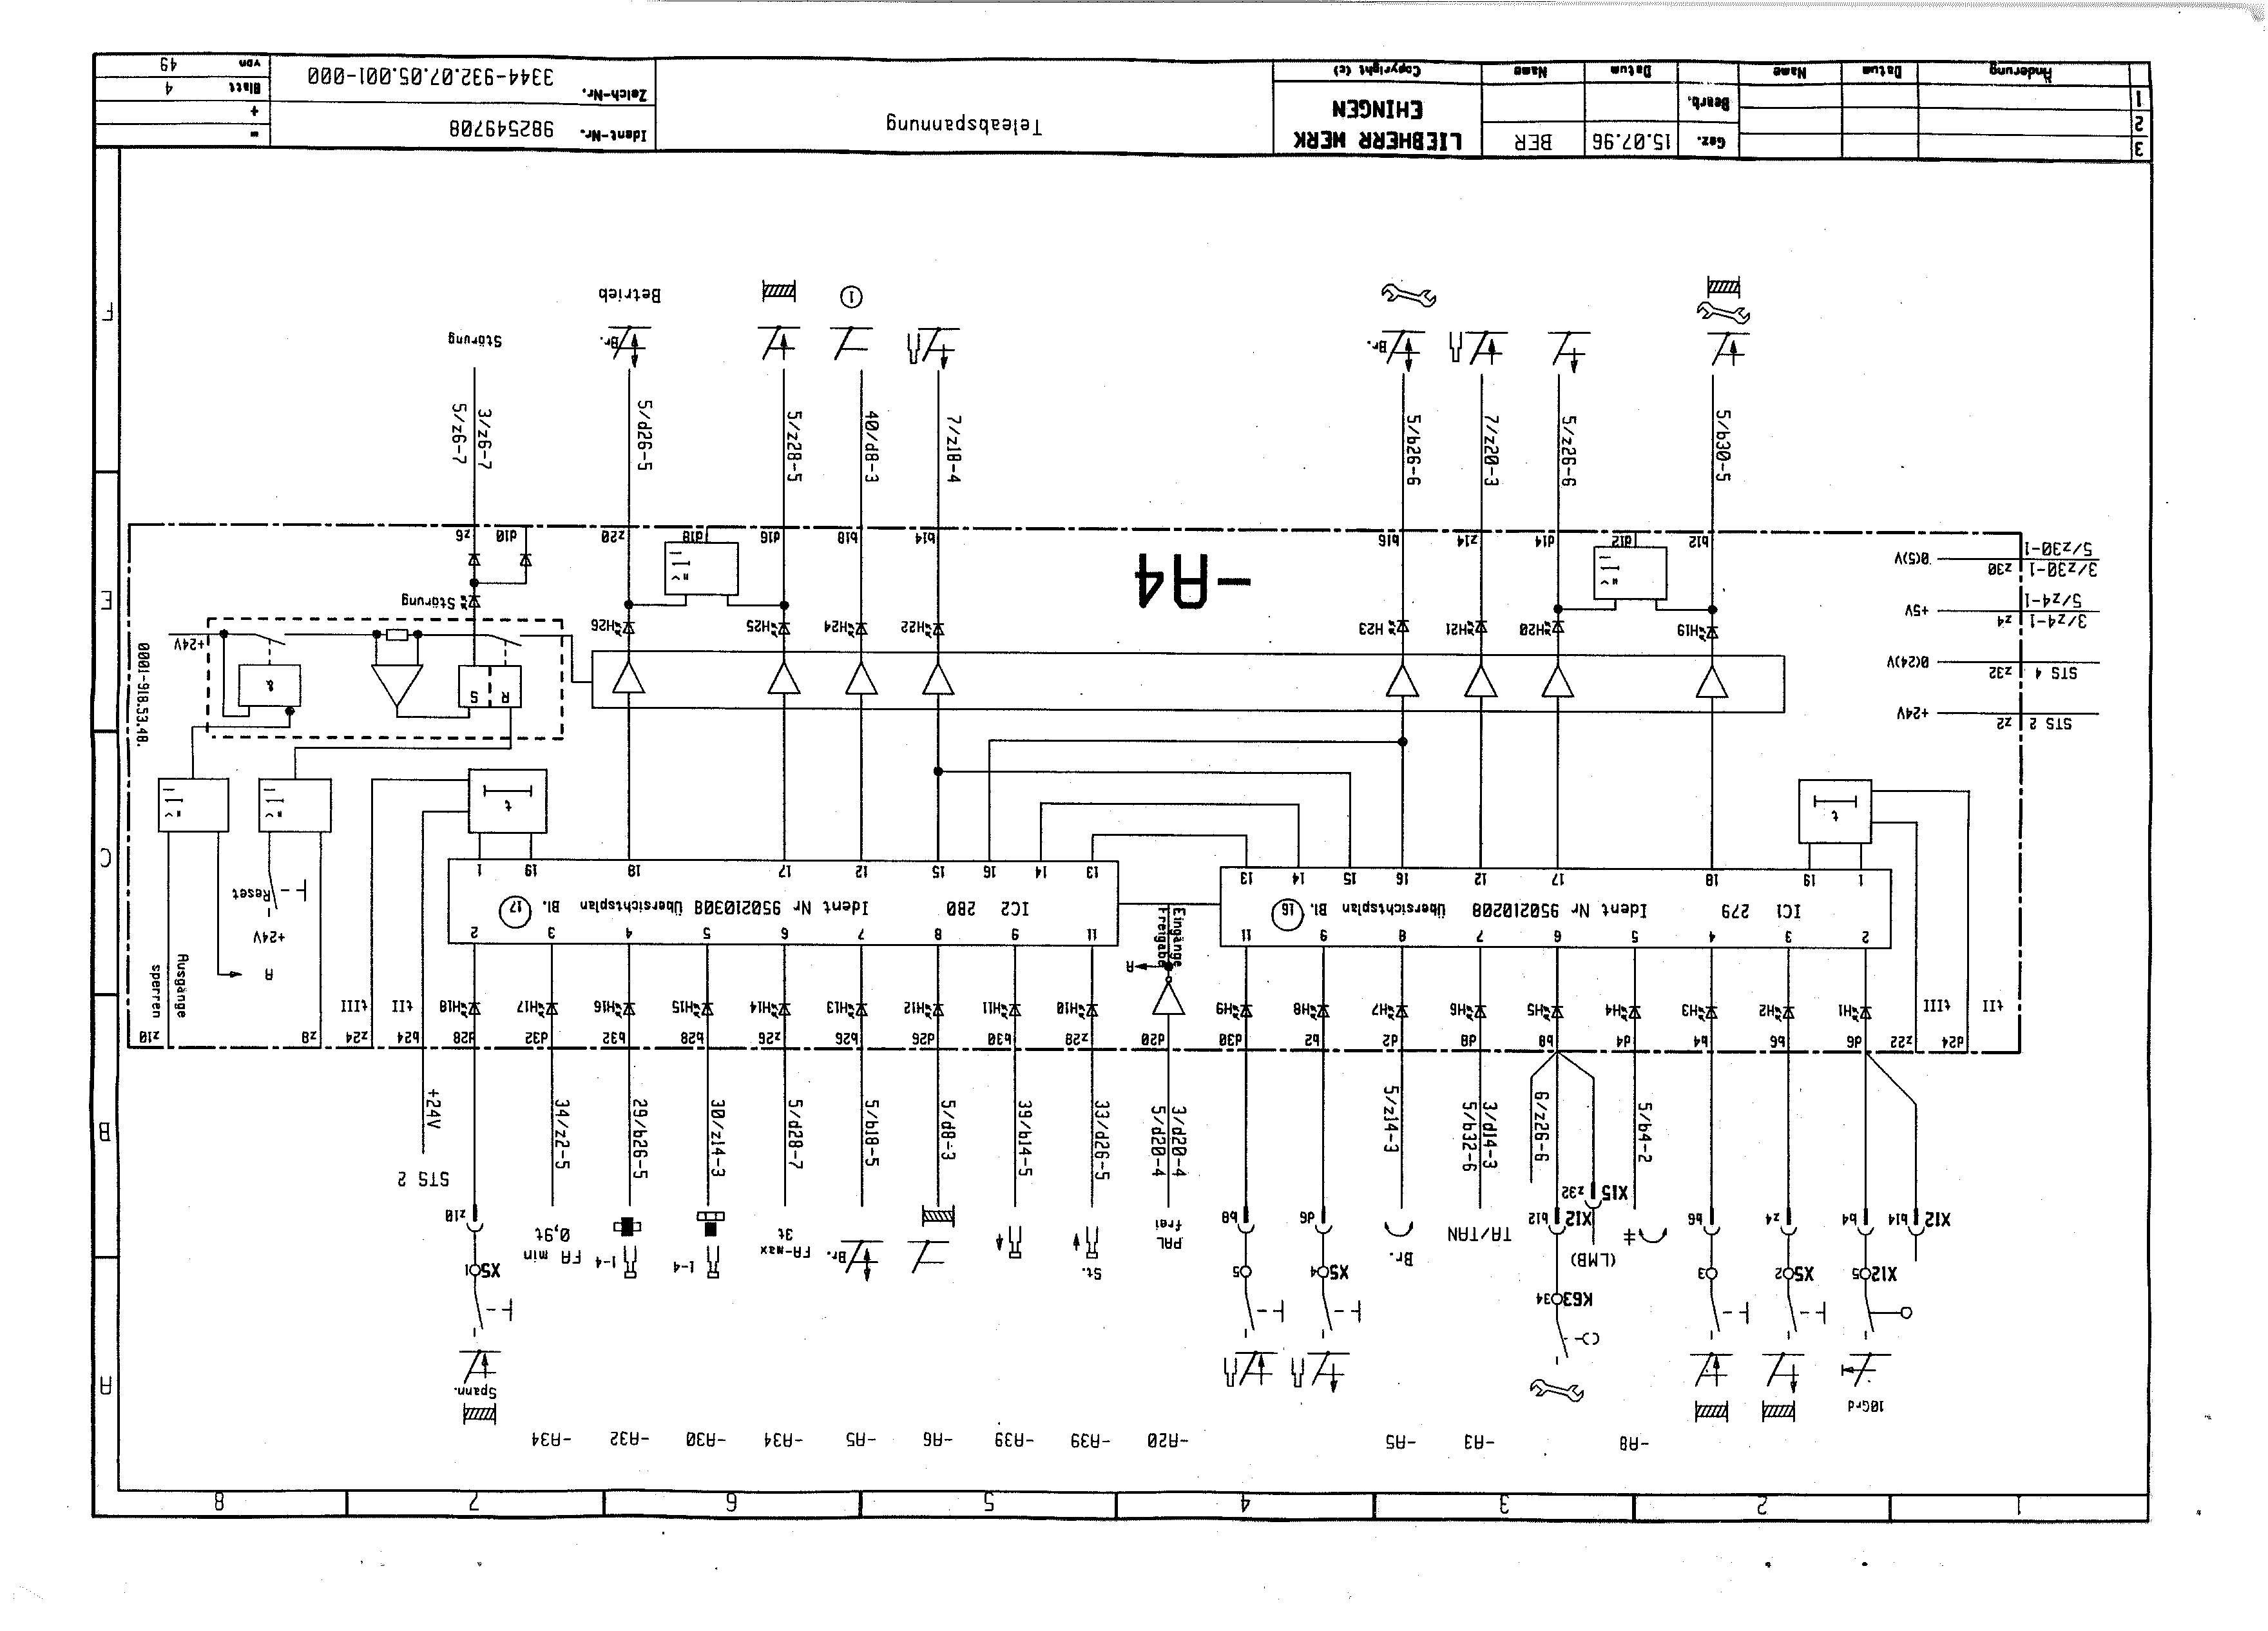 1 2 3 4 5 6 7 8
A
B
C
E
F
-A8 -A3 -A5 -A20 -A39 -A39 -A6 -A5 -A34 -A30 -A32 -A34
10Grd
Spann.
X12 5
X5 2
3
K63 34
X5 4
5
X5 1
(LMB)
TA/TAN
Br.
PAL
frei
St.
Br.
FA-max
3t
1-4
1-4
FA min
0,9t
X12 b14 b4 z4 b6 X12 b12 X15 z32 d6 b8 z10
STS 2
+24V
5/b4-2
6/z26-6
3/d14-3
5/b32-6
5/z14-3
3/d20-4
5/d20-4
33/d26-5
39/b14-5
5/d8-3
5/b18-5
5/d28-7
30/z14-3
29/b26-5
34/z2-5
d24 z22 d6 b6 b4 d4 b8 d8 d2 b2 d30 d20 z28 b30 d26 b26 z26 b28 b32 d32 d28 b24 z24 z8 z10
tII tIII H1 H2 H3 H4 H5 H6 H7 H8 H9 H10 H11 H12 H13 H14 H15 H16 H17 H18 tII tIII
Ausgänge
sperren
A
A
+24V
Reset
Eingänge
Freigabe
2 3 4 5 6 7 8 9 11
IC1 279 Ident Nr 950210208 Übersichtsplan Bl. 16
1 19 18 17 12 16 15 14 13
11 9 8 7 6 5 4 3 2
IC2 280 Ident Nr 950210308 Übersichtsplan Bl. 17
13 14 16 15 12 17 18 19 1
t
t
STS 2 z2 +24V
STS 4 z32 0(24)V
3/z4-1 z4 +5V
5/z4-1
3/z30-1 z30 0(5)V
5/z30-1
R S
&
+24V
0001-918.53.48.
H19 H20 H21 H23 H22 H24 H25 H26
Störung
-A4
b12 d12 d14 z14 b16 b14 b18 d16 d18 z20 d10 z6
5/b30-5
5/z26-6
7/z20-3
5/b26-6
7/z18-4
40/d8-3
5/z28-5
5/d26-5
3/z6-7
5/z6-7
Br.
Br.
Störung
1
Betrieb
3
2
1
Änderung Datum Name
Gez. 15.07.96 BER
Bearb.
Datum Name
LIEBHERR WERK
EHINGEN
Copyright (c)
Teleabspannung
Ident-Nr. 982549708
Zeich-Nr. 3344-932.07.05.001-000
=
+
Blatt 4
von 49